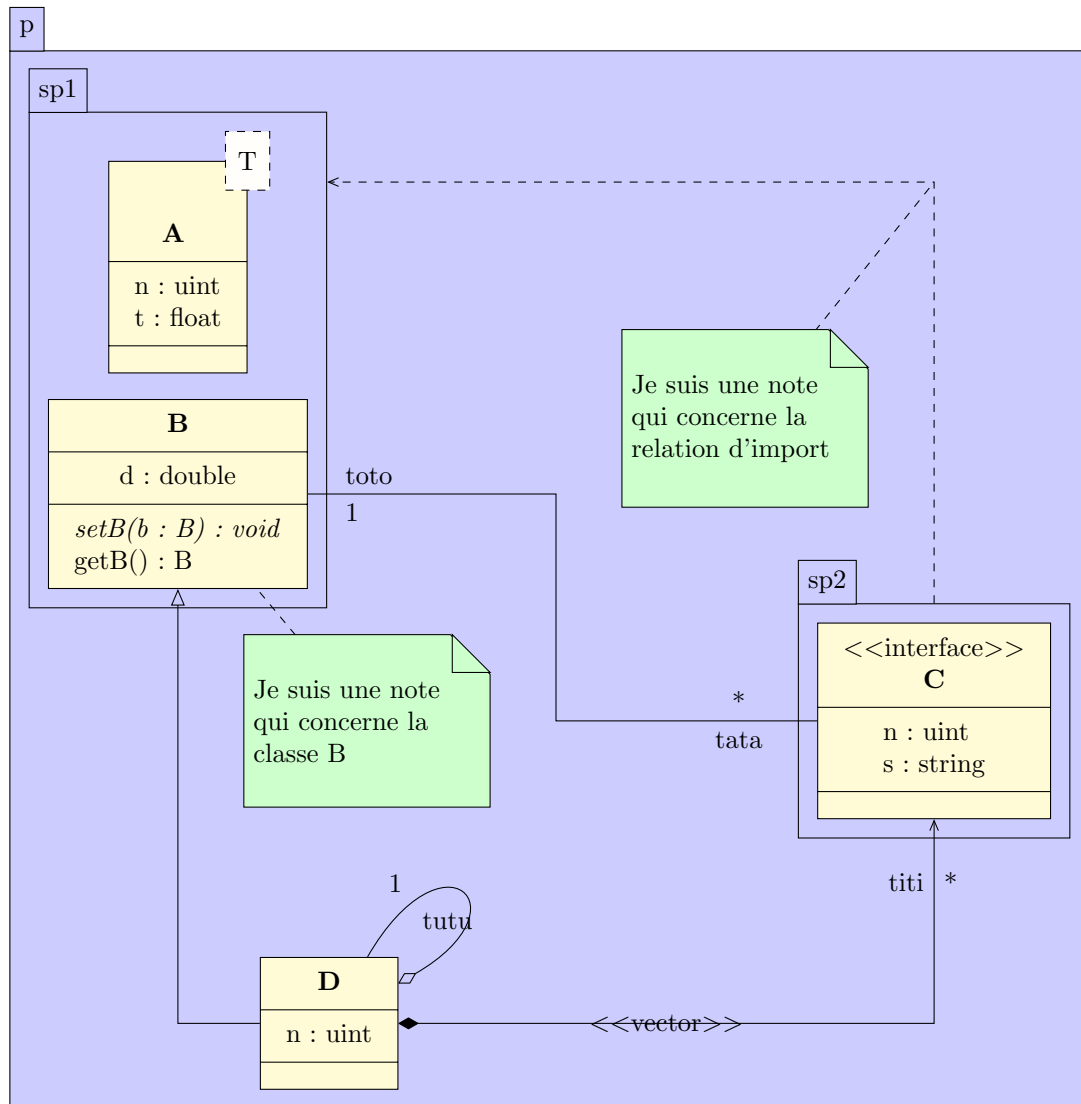 p
sp1
T
A
n : uint
t : float
B
d : double
setB(b : B) : void
getB() : B
toto
1
Je suis une note
qui concerne la
relation d'import
sp2
<<interface>>
C
n : uint
s : string
*
tata
Je suis une note
qui concerne la
classe B
titi
*
1
tutu
D
n : uint
<<vector>>